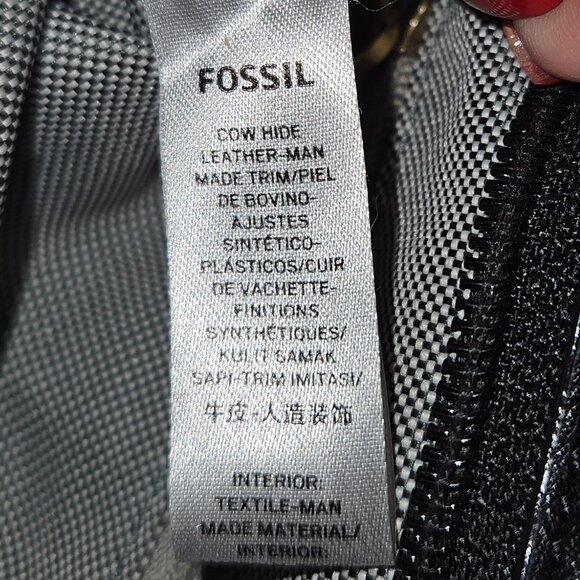 FOSSIL
COW HIDE
LEATHER-MAN
MADE TRIM/PIEL
DE BOVINO-
AJUSTES
SINTÉTICO-
PLÁSTICOS/CUIR
DE VACHETTE-
FINITIONS
SYNTHÉTIQUES/
KULIT SAMAK
SAPI-TRIM IMITASI/
牛皮-人造装饰
INTERIOR:
TEXTILE-MAN
MADE MATERIAL/
INTERIOR: